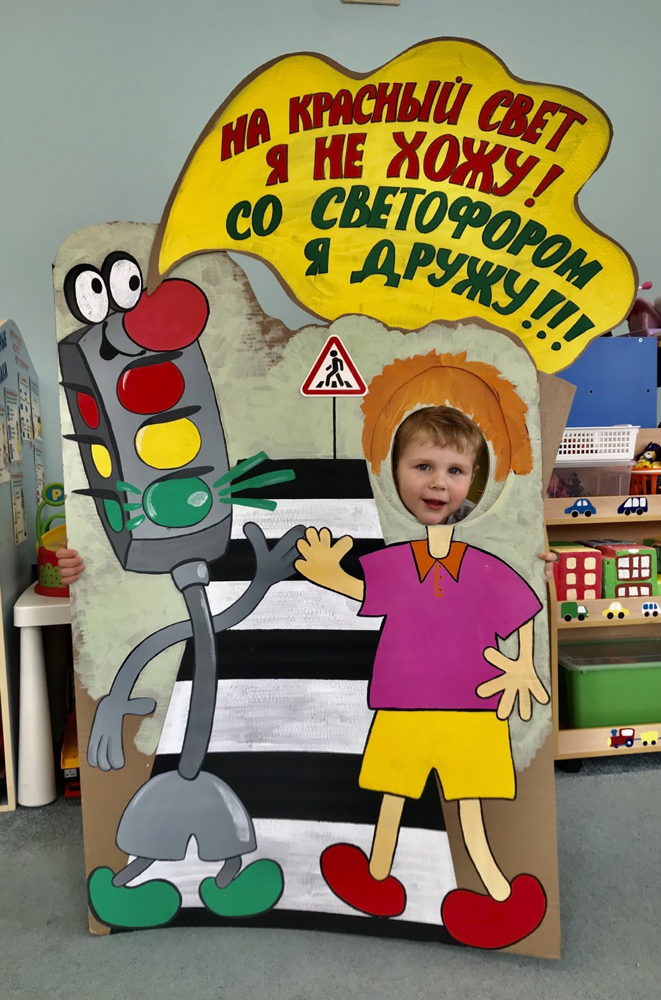 НА КРАСНЫЙ СВЕТ
Я НЕ ХОЖУ!
СО СВЕТОФОРОМ
Я ДРУЖУ!!!
P